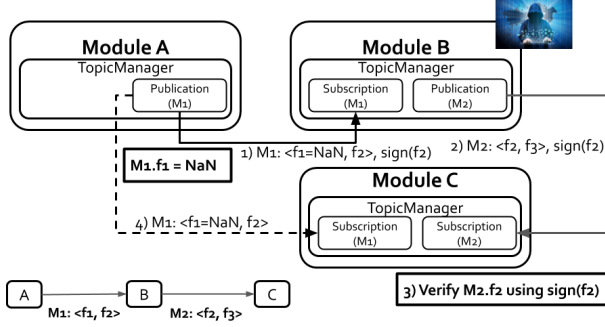 Module A
TopicManager
Publication
(M1)
Module B
TopicManager
Subscription
(M1)
Publication
(M2)
M1.f1 = NaN
1) M1: <f1=NaN, f2>, sign(f2)
2) M2: <f2, f3>, sign(f2)
Module C
TopicManager
Subscription
(M1)
Subscription
(M2)
4) M1: <f1=NaN, f2>
3) Verify M2.f2 using sign(f2)
A
B
C
M1: <f1, f2>
M2: <f2, f3>